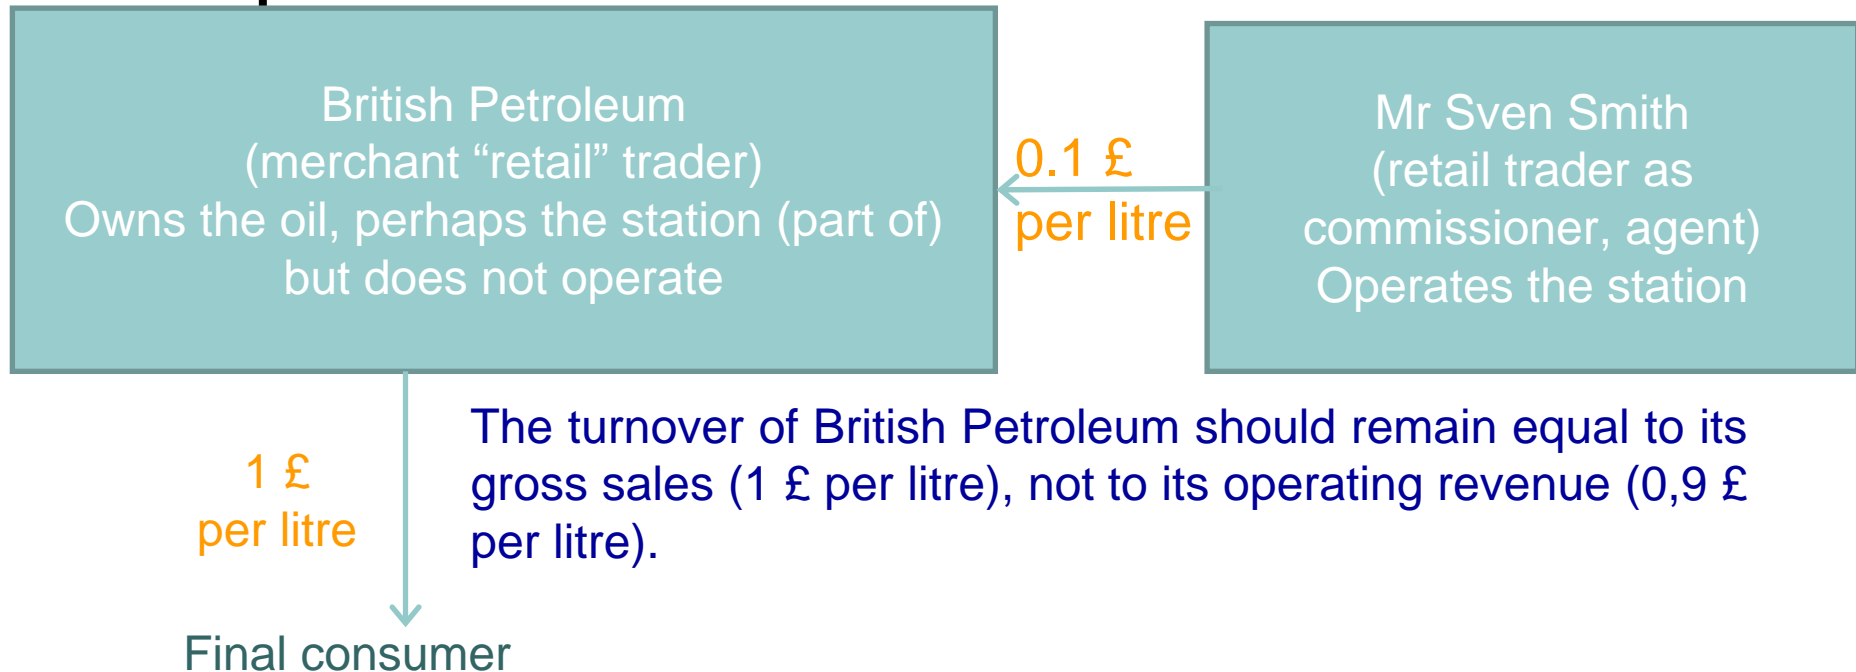 British Petroleum
(merchant “retail” trader)
Owns the oil, perhaps the station (part of)
but does not operate
0.1 £
per litre
Mr Sven Smith
(retail trader as
commissioner, agent)
Operates the station
1 £
per litre
The turnover of British Petroleum should remain equal to its
gross sales (1 £ per litre), not to its operating revenue (0,9 £
per litre).
Final consumer